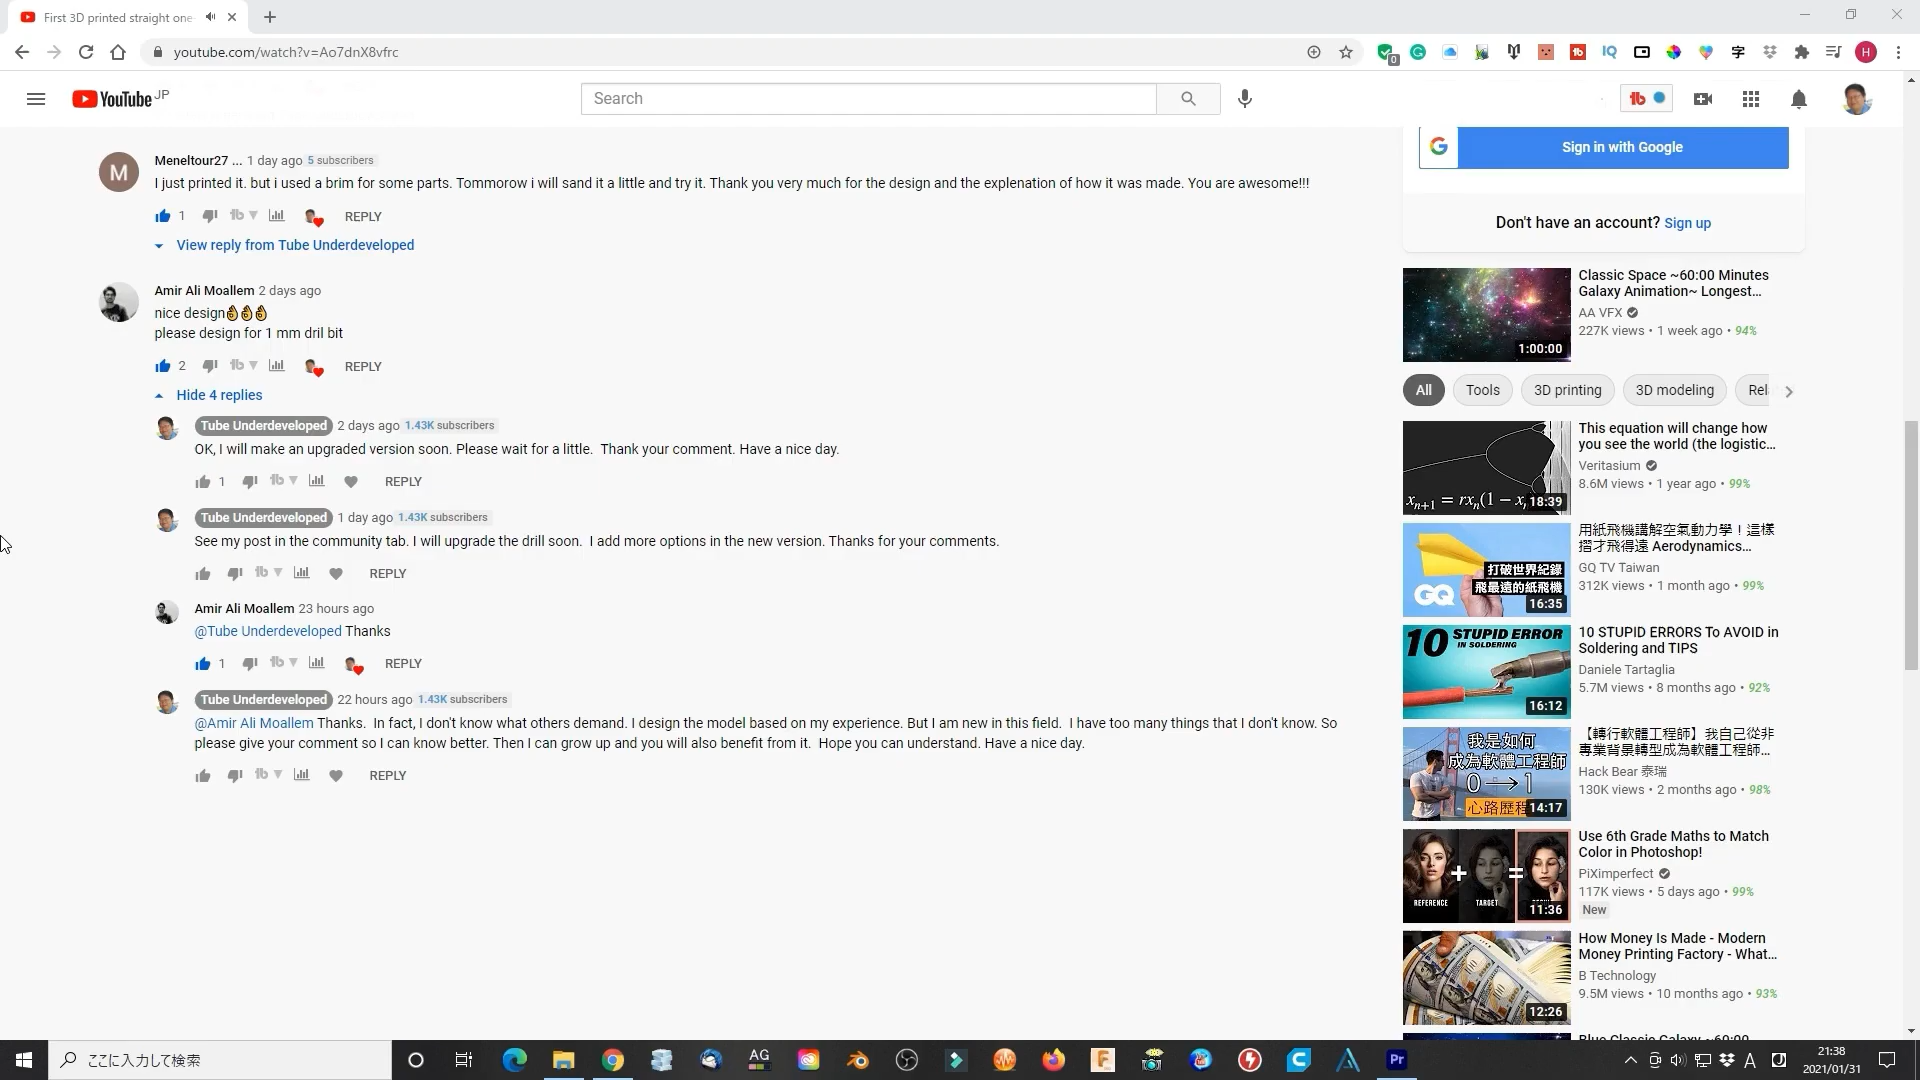 First 3D printed straight one
youtube.com/watch?v=Ao7dnX8vfrc
0
字
H
YouTube JP
Search
Meneltour27 ... 1 day ago 5 subscribers
I just printed it. but i used a brim for some parts. Tommorow i will sand it a little and try it. Thank you very much for the design and the explenation of how it was made. You are awesome!!!
1 REPLY
View reply from Tube Underdeveloped
Amir Ali Moallem 2 days ago
nice design👌👌👌
please design for 1 mm dril bit
2 REPLY
Hide 4 replies
Tube Underdeveloped 2 days ago 1.43K subscribers
OK, I will make an upgraded version soon. Please wait for a little. Thank your comment. Have a nice day.
1 REPLY
Tube Underdeveloped 1 day ago 1.43K subscribers
See my post in the community tab. I will upgrade the drill soon. I add more options in the new version. Thanks for your comments.
REPLY
Amir Ali Moallem 23 hours ago
@Tube Underdeveloped Thanks
1 REPLY
Tube Underdeveloped 22 hours ago 1.43K subscribers
@Amir Ali Moallem Thanks. In fact, I don't know what others demand. I design the model based on my experience. But I am new in this field. I have too many things that I don't know. So
please give your comment so I can know better. Then I can grow up and you will also benefit from it. Hope you can understand. Have a nice day.
REPLY
Sign in with Google
Don't have an account? Sign up
Classic Space ~60:00 Minutes
Galaxy Animation~ Longest...
AA VFX
227K views • 1 week ago • 94%
1:00:00
All Tools 3D printing 3D modeling Rel
This equation will change how
you see the world (the logistic...
Veritasium
8.6M views • 1 year ago • 99%
18:39
用紙飛機講解空氣動力學！這樣
摺才飛得遠 Aerodynamics...
GQ TV Taiwan
312K views • 1 month ago • 99%
打破世界紀錄
飛最遠的紙飛機
GQ
16:35
10 STUPID ERROR
IN SOLDERING
16:12
10 STUPID ERRORS To AVOID in
Soldering and TIPS
Daniele Tartaglia
5.7M views • 8 months ago • 92%
我是如何
成為軟體工程師
0→1
心路歷程
14:17
【轉行軟體工程師】我自己從非
專業背景轉型成為軟體工程師...
Hack Bear 泰瑞
130K views • 2 months ago • 98%
REFERENCE + TARGET =
11:36
Use 6th Grade Maths to Match
Color in Photoshop!
PiXimperfect
117K views • 5 days ago • 99%
New
How Money Is Made - Modern
Money Printing Factory - What...
B Technology
9.5M views • 10 months ago • 93%
12:26
Blue Classic Galaxy ~60:00
ここに入力して検索
AG
Pr
A
21:38
2021/01/31